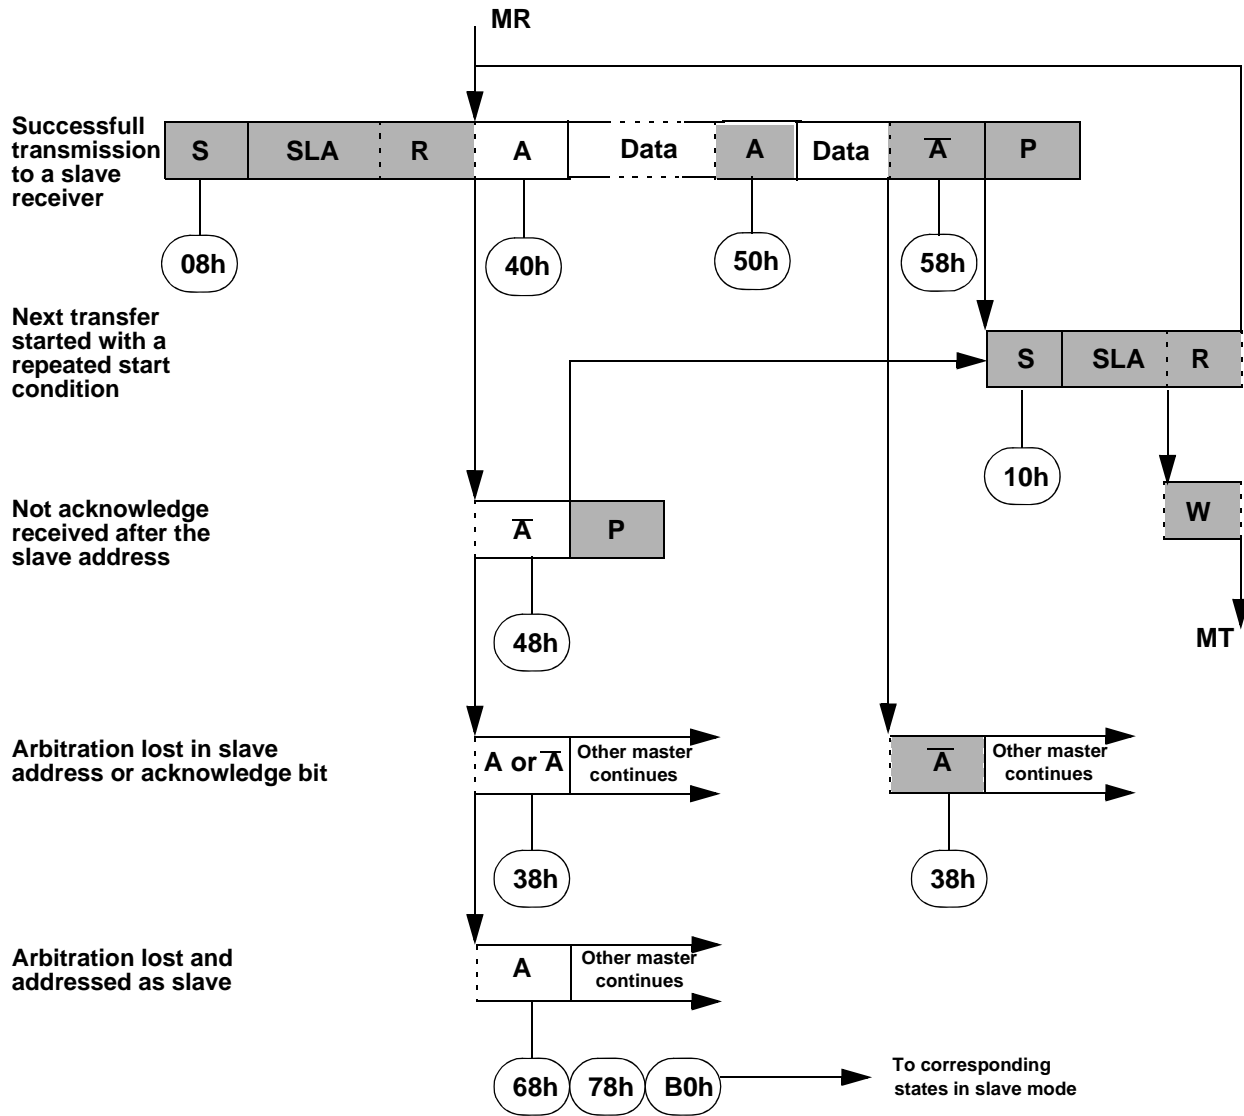 MR
Successfull
transmission
to a slave
receiver
S SLA R A Data A Data A̅ P
08h 40h 50h 58h
Next transfer
started with a
repeated start
condition
S SLA R
10h
Not acknowledge
received after the
slave address
A̅ P
W
48h
MT
Arbitration lost in slave
address or acknowledge bit
A or A̅ Other master
continues
A̅ Other master
continues
38h 38h
Arbitration lost and
addressed as slave
A Other master
continues
68h 78h B0h
To corresponding
states in slave mode